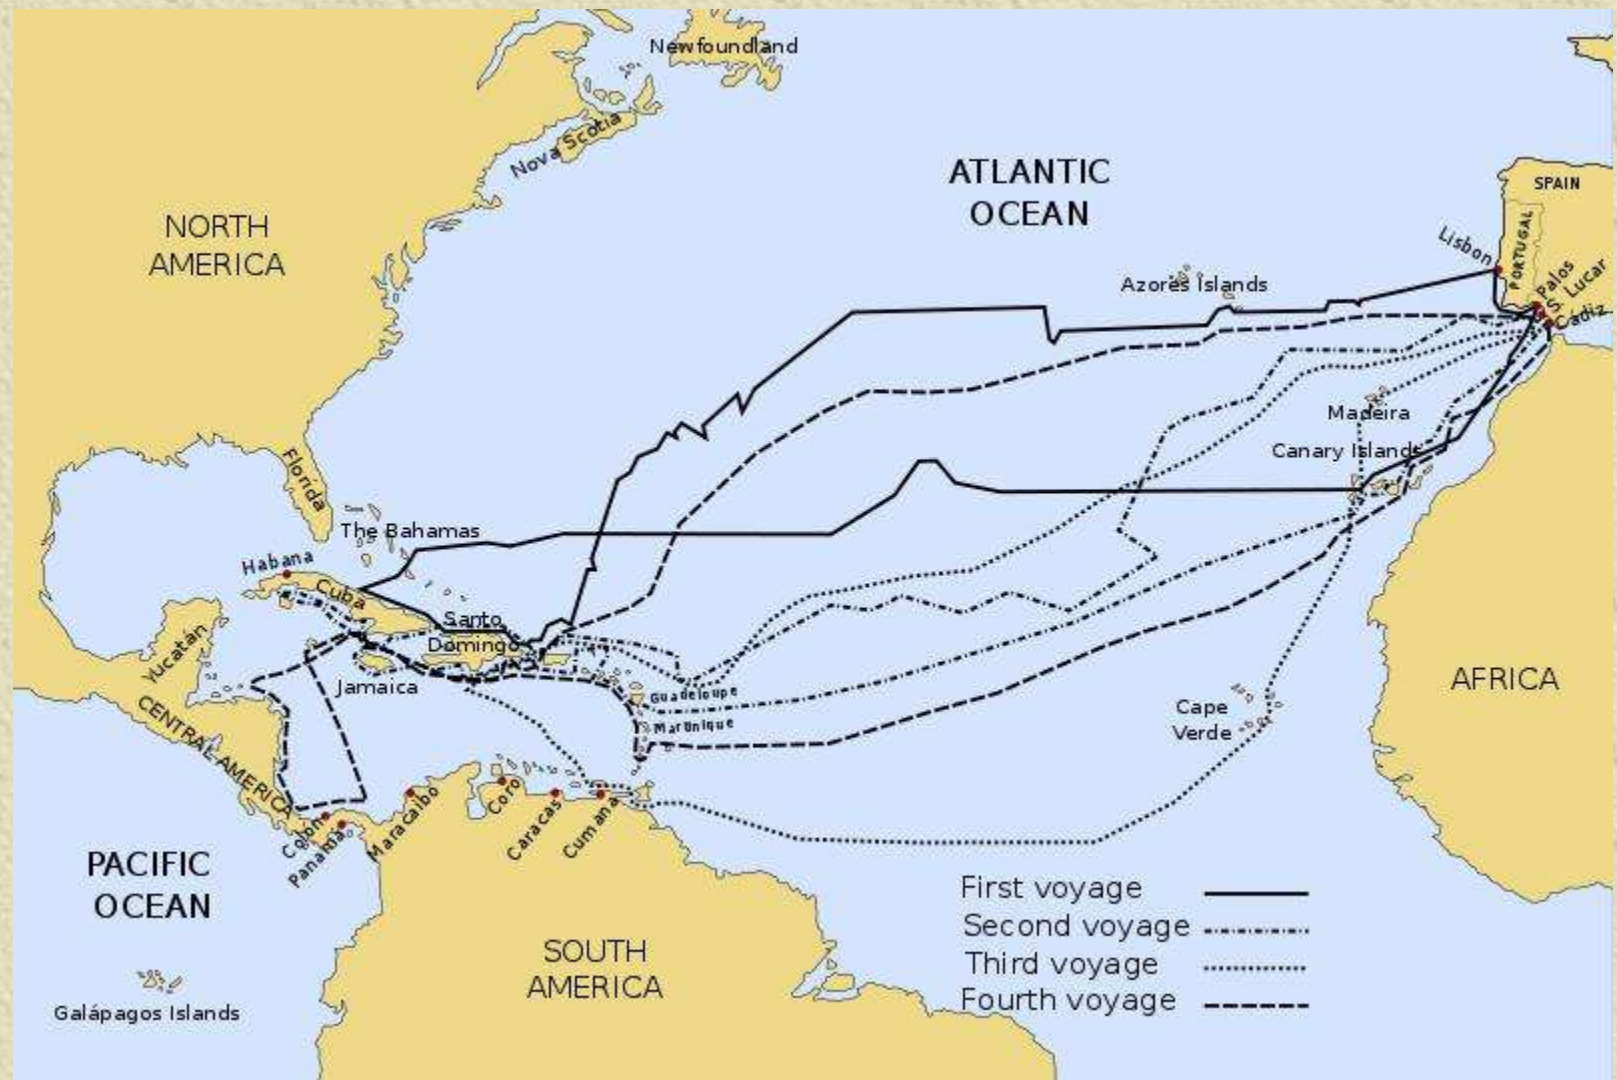 Newfoundland
Nova Scotia
ATLANTIC
OCEAN
SPAIN
PORTUGAL
NORTH
AMERICA
Lisbon
Palos
S. Lucar
Cádiz
Azores Islands
Madeira
Canary Islands
Florida
The Bahamas
Habana
Cuba
Santo
Domingo
Yucatán
Jamaica
Guadeloupe
Martinique
CENTRAL AMERICA
Cape
Verde
AFRICA
Colón
Panamá
Maracaibo
Coro
Caracas
Cumana
PACIFIC
OCEAN
SOUTH
AMERICA
Galápagos Islands
First voyage
Second voyage
Third voyage
Fourth voyage